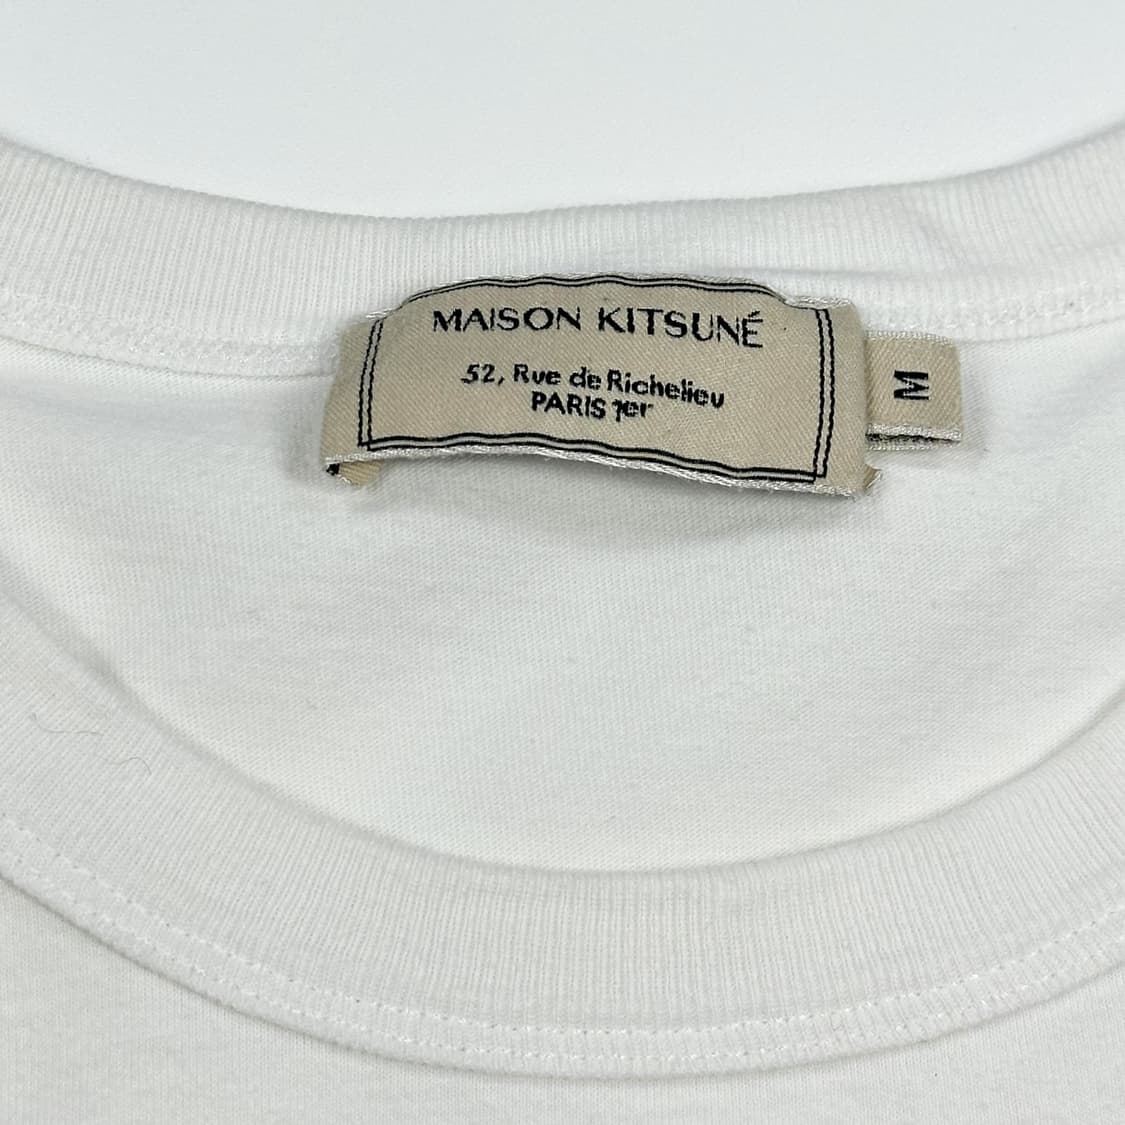 MAISON KITSUNÉ
52, Rue de Richelieu
PARIS 1er
M